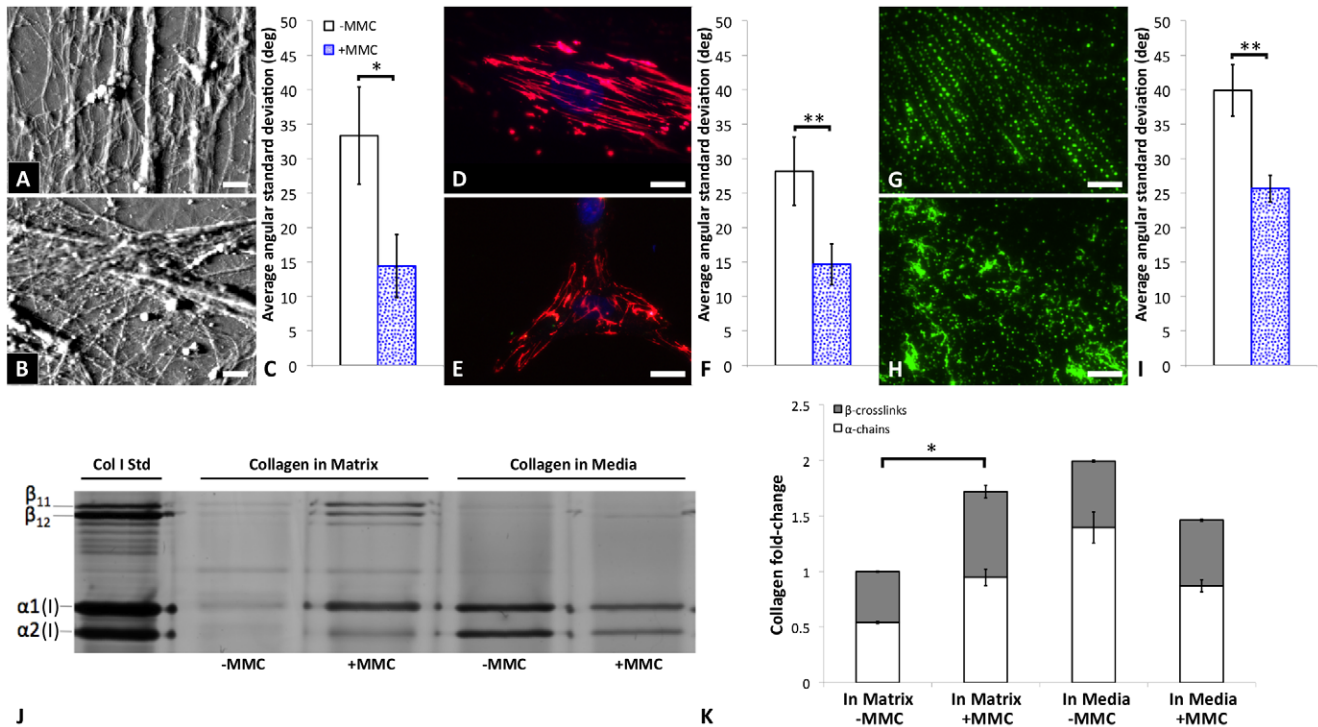 Average angular standard deviation (deg)
50
45
40
35
30
25
20
15
10
5
0
-MMC
+MMC
*
A
B
C
D
E
Average angular standard deviation (deg)
50
45
40
35
30
25
20
15
10
5
0
**
F
G
H
Average angular standard deviation (deg)
50
45
40
35
30
25
20
15
10
5
0
**
I
Col I Std
Collagen in Matrix
Collagen in Media
β11
β12
α1(I)
α2(I)
-MMC
+MMC
-MMC
+MMC
J
Collagen fold-change
2.5
2
1.5
1
0.5
0
β-crosslinks
α-chains
*
In Matrix
-MMC
In Matrix
+MMC
In Media
-MMC
In Media
+MMC
K